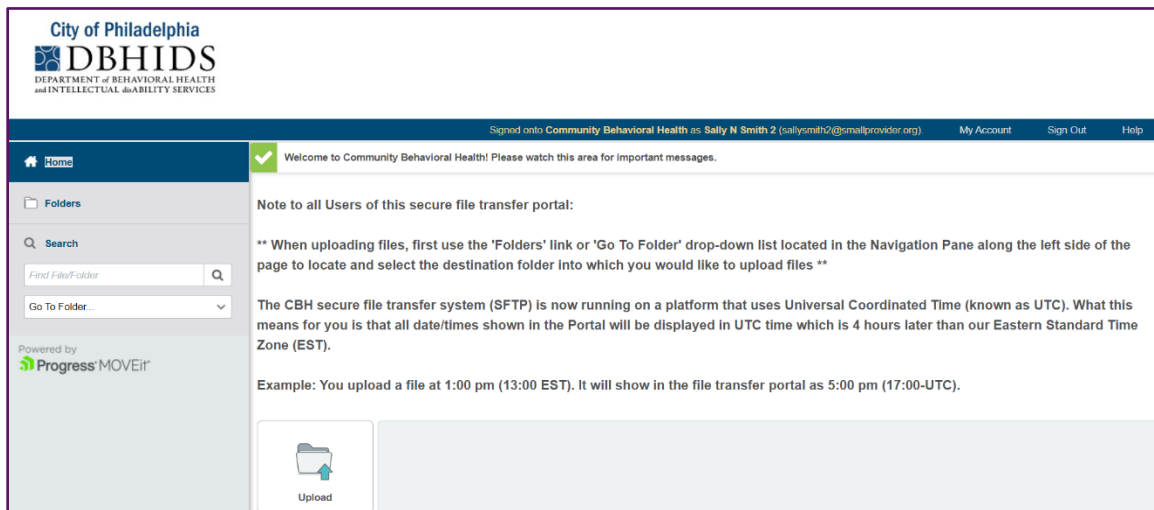 City of Philadelphia
DBHIDS
DEPARTMENT of BEHAVIORAL HEALTH
and INTELLECTUAL disABILITY SERVICES
Signed onto Community Behavioral Health as Sally N Smith 2 (sallysmith2@smallprovider.org). My Account Sign Out Help
Home
Welcome to Community Behavioral Health! Please watch this area for important messages.
Folders
Search
Find File/Folder
Go To Folder...
Powered by
Progress MOVEit
Note to all Users of this secure file transfer portal:
** When uploading files, first use the 'Folders' link or 'Go To Folder' drop-down list located in the Navigation Pane along the left side of the
page to locate and select the destination folder into which you would like to upload files **
The CBH secure file transfer system (SFTP) is now running on a platform that uses Universal Coordinated Time (known as UTC). What this
means for you is that all date/times shown in the Portal will be displayed in UTC time which is 4 hours later than our Eastern Standard Time
Zone (EST).
Example: You upload a file at 1:00 pm (13:00 EST). It will show in the file transfer portal as 5:00 pm (17:00-UTC).
Upload